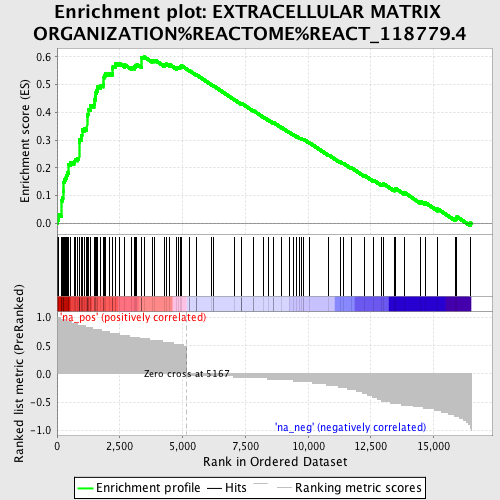 Enrichment plot: EXTRACELLULAR MATRIX
ORGANIZATION%REACTOME%REACT_118779.4
Enrichment score (ES)
0.6
0.5
0.4
0.3
0.2
0.1
0.0
Ranked list metric (PreRanked)
1.0
0.5
0.0
-0.5
-1.0
'na_pos' (positively correlated)
Zero cross at 5167
'na_neg' (negatively correlated)
0
2,500
5,000
7,500
10,000
12,500
15,000
Rank in Ordered Dataset
Enrichment profile
Hits
Ranking metric scores